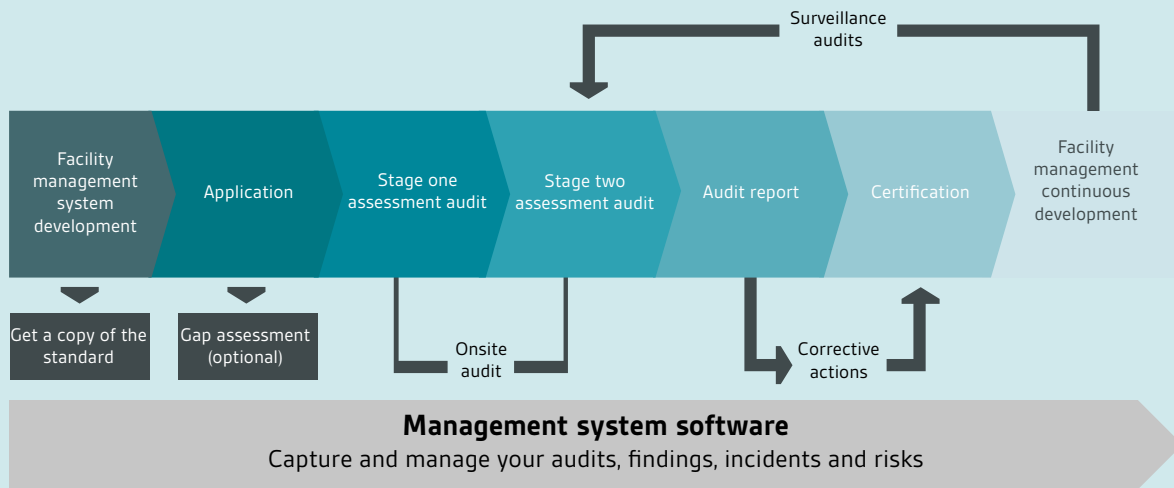 Surveillance
audits
Facility
management
system
development
Application
Stage one
assessment audit
Stage two
assessment audit
Audit report
Certification
Facility
management
continuous
development
Get a copy of the
standard
Gap assessment
(optional)
Onsite
audit
Corrective
actions
Management system software
Capture and manage your audits, findings, incidents and risks